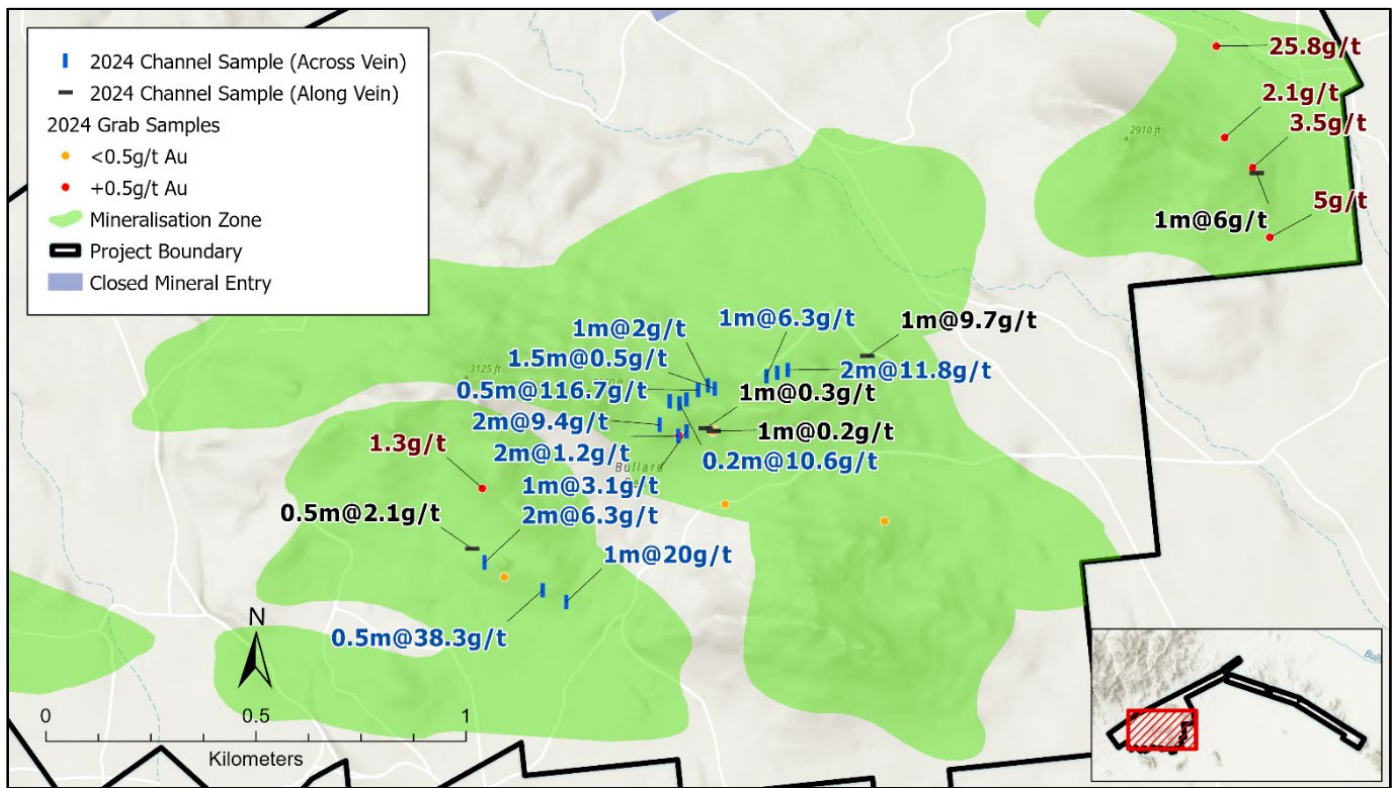 2024 Channel Sample (Across Vein)
2024 Channel Sample (Along Vein)
2024 Grab Samples
<0.5g/t Au
+0.5g/t Au
Mineralisation Zone
Project Boundary
Closed Mineral Entry
25.8g/t
2.1g/t
2910 ft
3.5g/t
5g/t
1m@6g/t
1m@2g/t
1m@6.3g/t
1m@9.7g/t
1.5m@0.5g/t
3125 ft
2m@11.8g/t
0.5m@116.7g/t
1m@0.3g/t
2m@9.4g/t
1m@0.2g/t
1.3g/t
2m@1.2g/t
0.2m@10.6g/t
Bullard
1m@3.1g/t
0.5m@2.1g/t
2m@6.3g/t
1m@20g/t
0.5m@38.3g/t
N
0
0.5
1
Kilometers